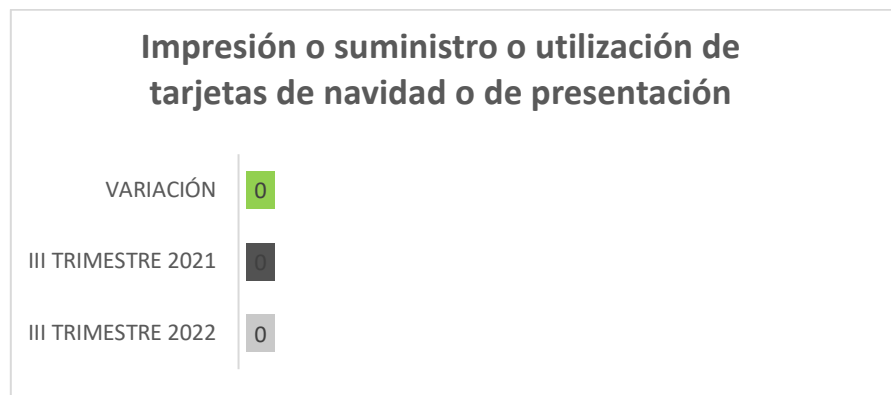 Impresión o suministro o utilización de
tarjetas de navidad o de presentación
VARIACIÓN 0
III TRIMESTRE 2021 0
III TRIMESTRE 2022 0